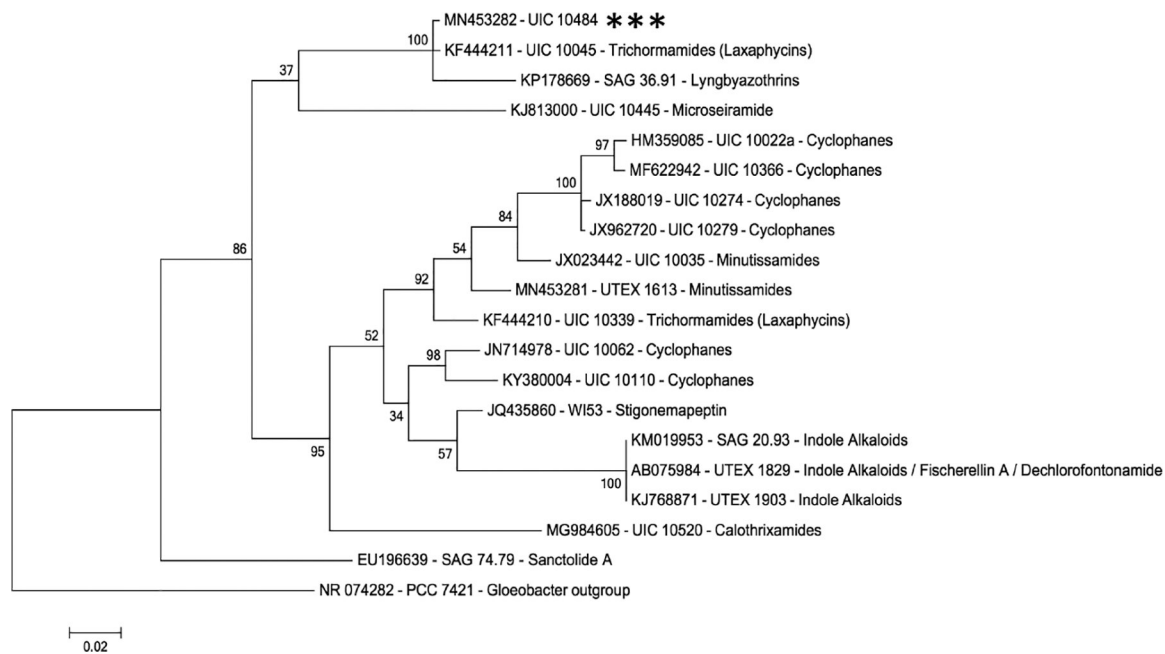 MN453282 - UIC 10484 ***
100
KF444211 - UIC 10045 - Trichormamides (Laxaphycins)
37
KP178669 - SAG 36.91 - Lyngbyazothrins
KJ813000 - UIC 10445 - Microseiramide
97
HM359085 - UIC 10022a - Cyclophanes
MF622942 - UIC 10366 - Cyclophanes
100
JX188019 - UIC 10274 - Cyclophanes
84
JX962720 - UIC 10279 - Cyclophanes
86
54
JX023442 - UIC 10035 - Minutissamides
92
MN453281 - UTEX 1613 - Minutissamides
KF444210 - UIC 10339 - Trichormamides (Laxaphycins)
52
98
JN714978 - UIC 10062 - Cyclophanes
KY380004 - UIC 10110 - Cyclophanes
34
JQ435860 - WI53 - Stigonemapeptin
95
57
KM019953 - SAG 20.93 - Indole Alkaloids
AB075984 - UTEX 1829 - Indole Alkaloids / Fischerellin A / Dechlorofontonamide
100
KJ768871 - UTEX 1903 - Indole Alkaloids
MG984605 - UIC 10520 - Calothrixamides
EU196639 - SAG 74.79 - Sanctolide A
NR 074282 - PCC 7421 - Gloeobacter outgroup
0.02